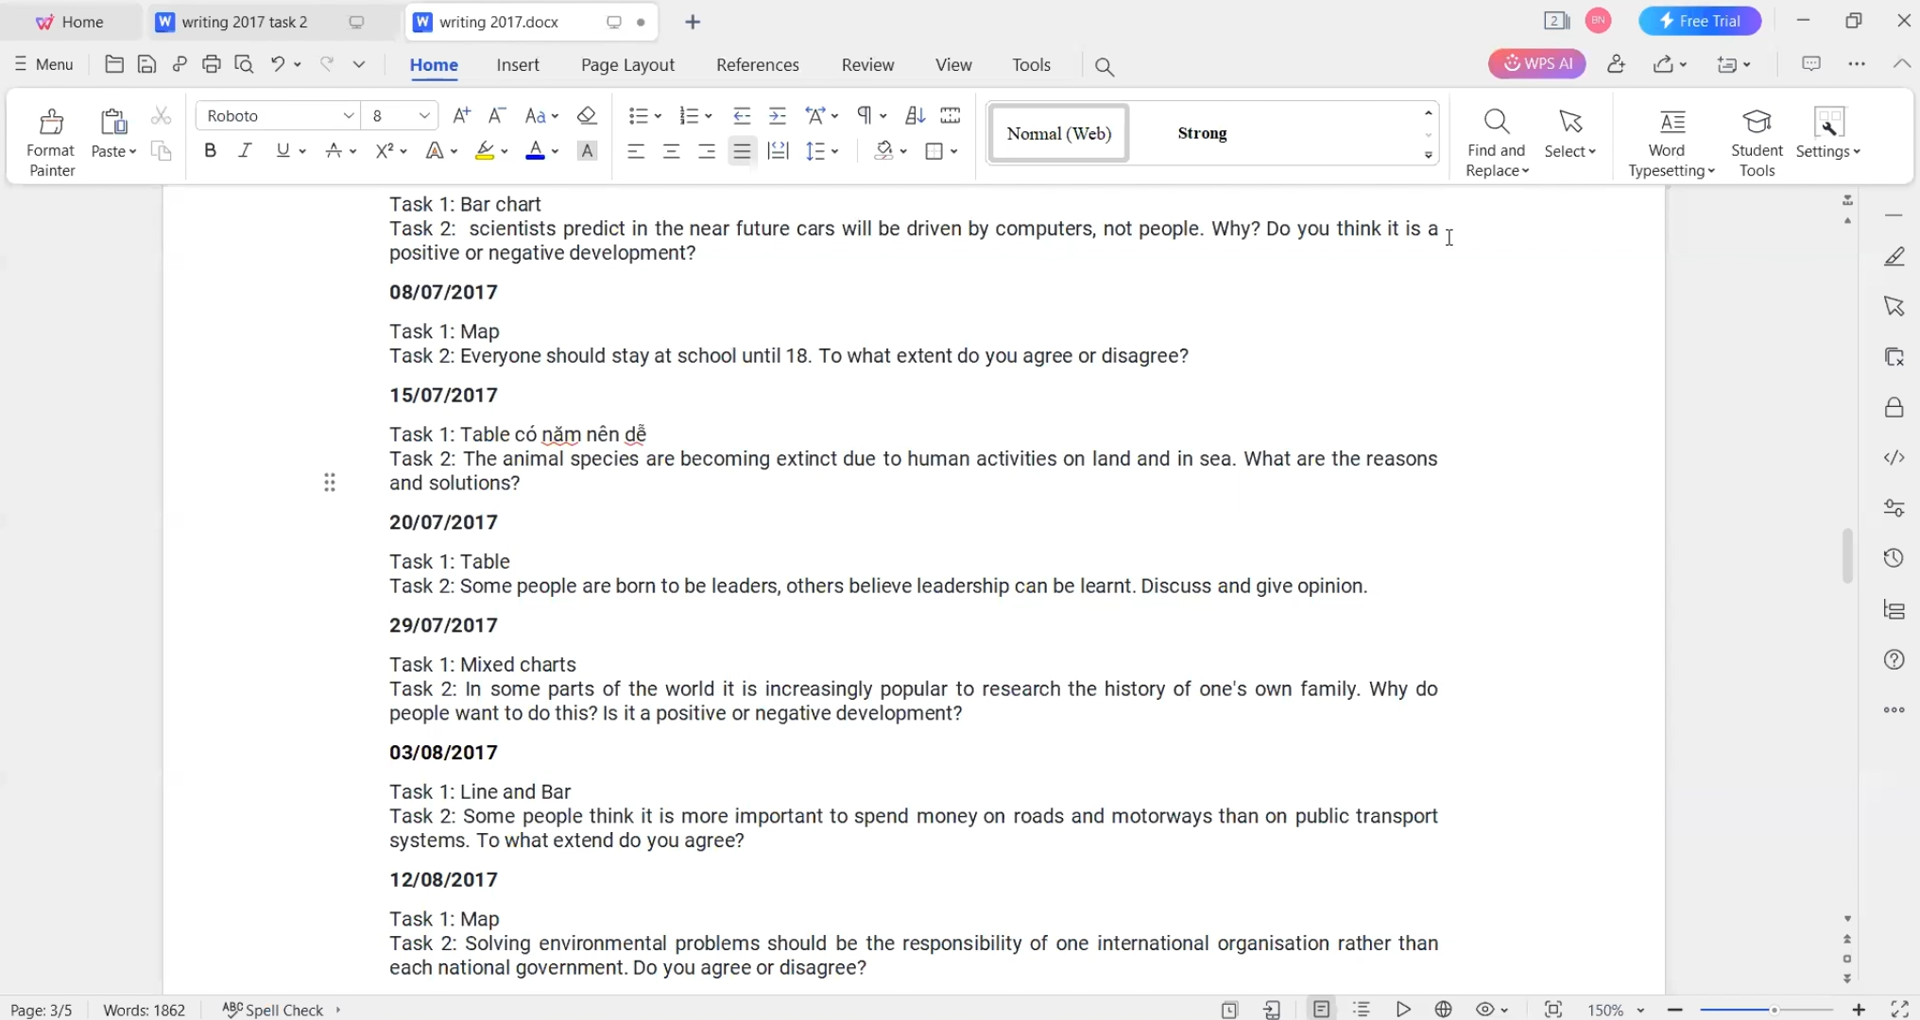 Home
writing 2017 task 2
writing 2017.docx
2
BN
Free Trial
Menu
Home
Insert
Page Layout
References
Review
View
Tools
WPS AI
Format
Painter
Paste
Roboto
8
Normal (Web)
Strong
Find and
Replace
Select
Word
Typesetting
Student
Tools
Settings
Task 1: Bar chart
Task 2:  scientists predict in the near future cars will be driven by computers, not people. Why? Do you think it is a
positive or negative development?
08/07/2017
Task 1: Map
Task 2: Everyone should stay at school until 18. To what extent do you agree or disagree?
15/07/2017
Task 1: Table có năm nên dễ
Task 2: The animal species are becoming extinct due to human activities on land and in sea. What are the reasons
and solutions?
20/07/2017
Task 1: Table
Task 2: Some people are born to be leaders, others believe leadership can be learnt. Discuss and give opinion.
29/07/2017
Task 1: Mixed charts
Task 2: In some parts of the world it is increasingly popular to research the history of one's own family. Why do
people want to do this? Is it a positive or negative development?
03/08/2017
Task 1: Line and Bar
Task 2: Some people think it is more important to spend money on roads and motorways than on public transport
systems. To what extend do you agree?
12/08/2017
Task 1: Map
Task 2: Solving environmental problems should be the responsibility of one international organisation rather than
each national government. Do you agree or disagree?
Page: 3/5
Words: 1862
Spell Check
150%